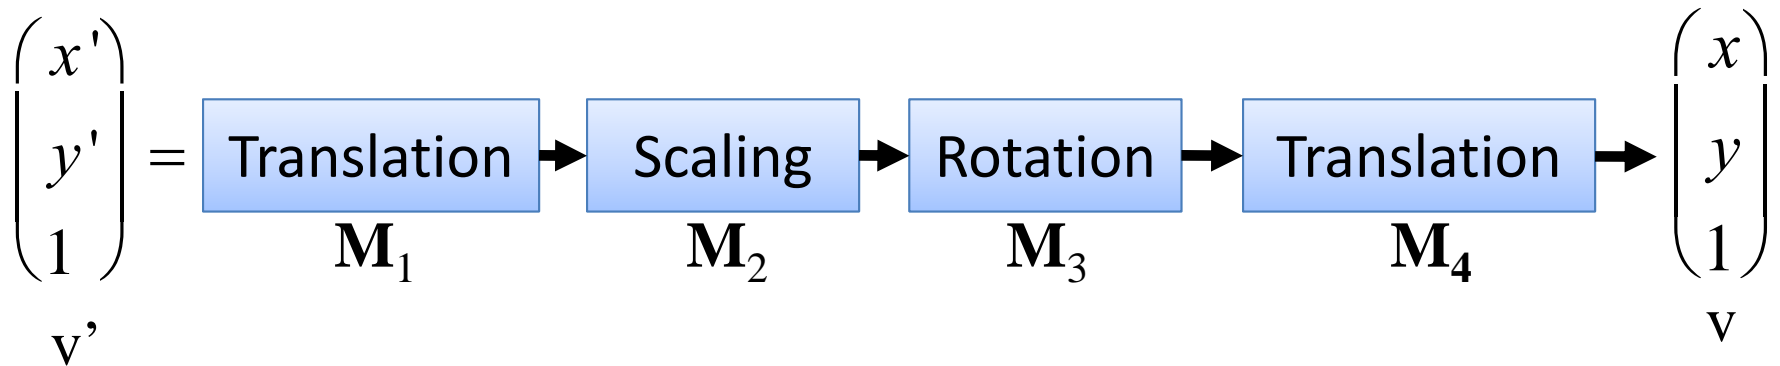 x'
y'
1
=
Translation
Scaling
Rotation
Translation
x
y
1
M1
M2
M3
M4
v’
v